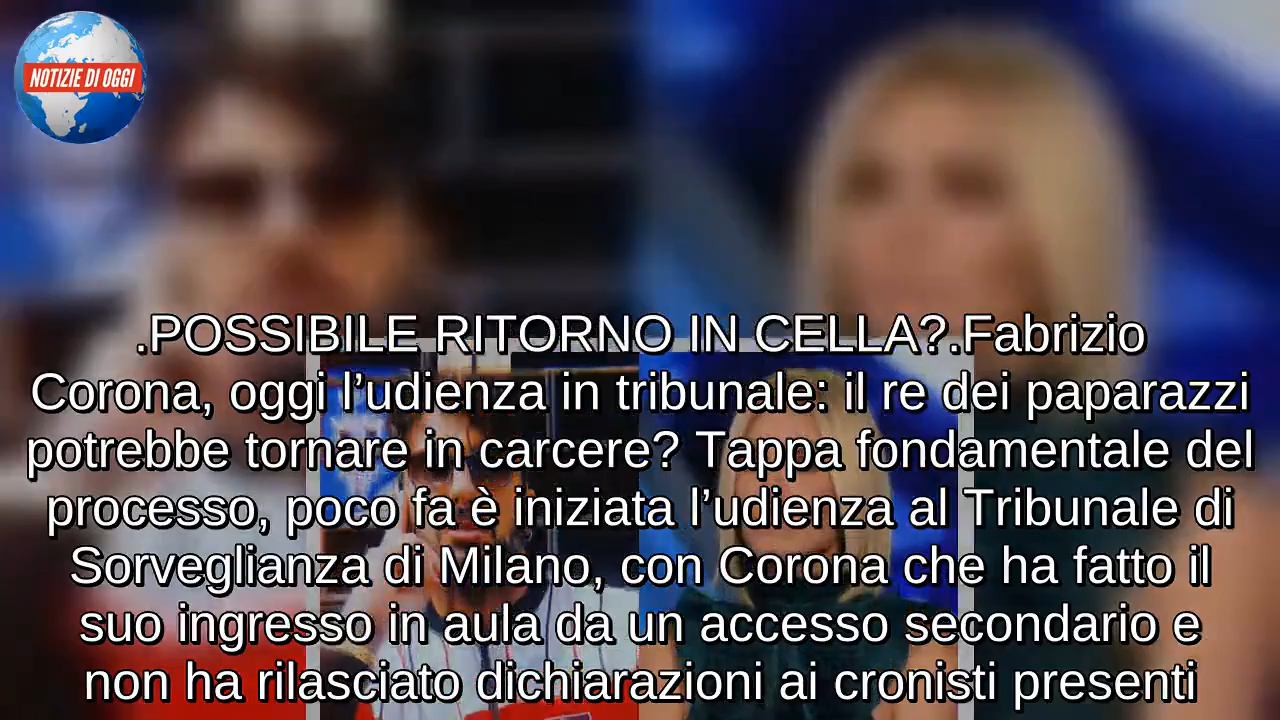 NOTIZIE DI OGGI
.POSSIBILE RITORNO IN CELLA?.Fabrizio
Corona, oggi l’udienza in tribunale: il re dei paparazzi
potrebbe tornare in carcere? Tappa fondamentale del
processo, poco fa è iniziata l’udienza al Tribunale di
Sorveglianza di Milano, con Corona che ha fatto il
suo ingresso in aula da un accesso secondario e
non ha rilasciato dichiarazioni ai cronisti presenti